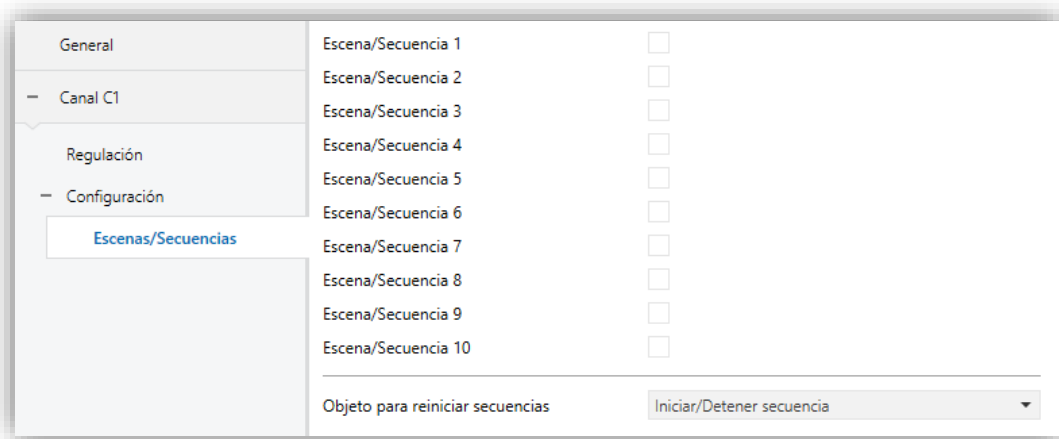 General
Canal C1
Regulación
Configuración
Escenas/Secuencias
Escena/Secuencia 1
Escena/Secuencia 2
Escena/Secuencia 3
Escena/Secuencia 4
Escena/Secuencia 5
Escena/Secuencia 6
Escena/Secuencia 7
Escena/Secuencia 8
Escena/Secuencia 9
Escena/Secuencia 10
Objeto para reiniciar secuencias Iniciar/Detener secuencia